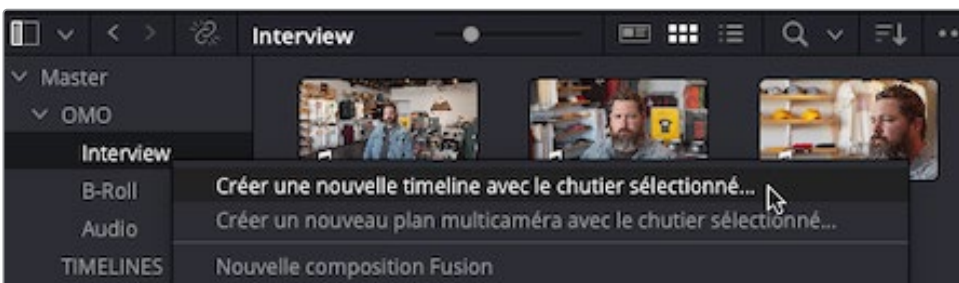 Interview
Master
OMO
Interview
B-Roll
Audio
TIMELINES
Créer une nouvelle timeline avec le chutier sélectionné...
Créer un nouveau plan multicaméra avec le chutier sélectionné...
Nouvelle composition Fusion